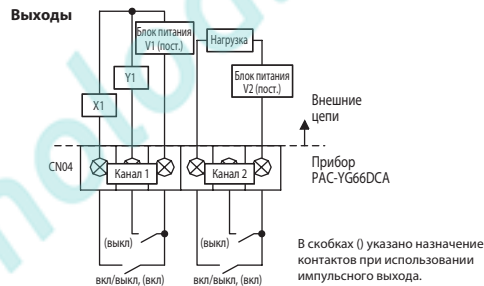 Выходы
Блок питания
V1 (пост.)
Нагрузка
Y1
Блок питания
V2 (пост.)
X1
Внешние
цепи
CN04
Канал 1
Канал 2
Прибор
PAC-YG66DCA
(выкл)
(выкл)
вкл/выкл, (вкл)
вкл/выкл, (вкл)
В скобках () указано назначение
контактов при использовании
импульсного выхода.